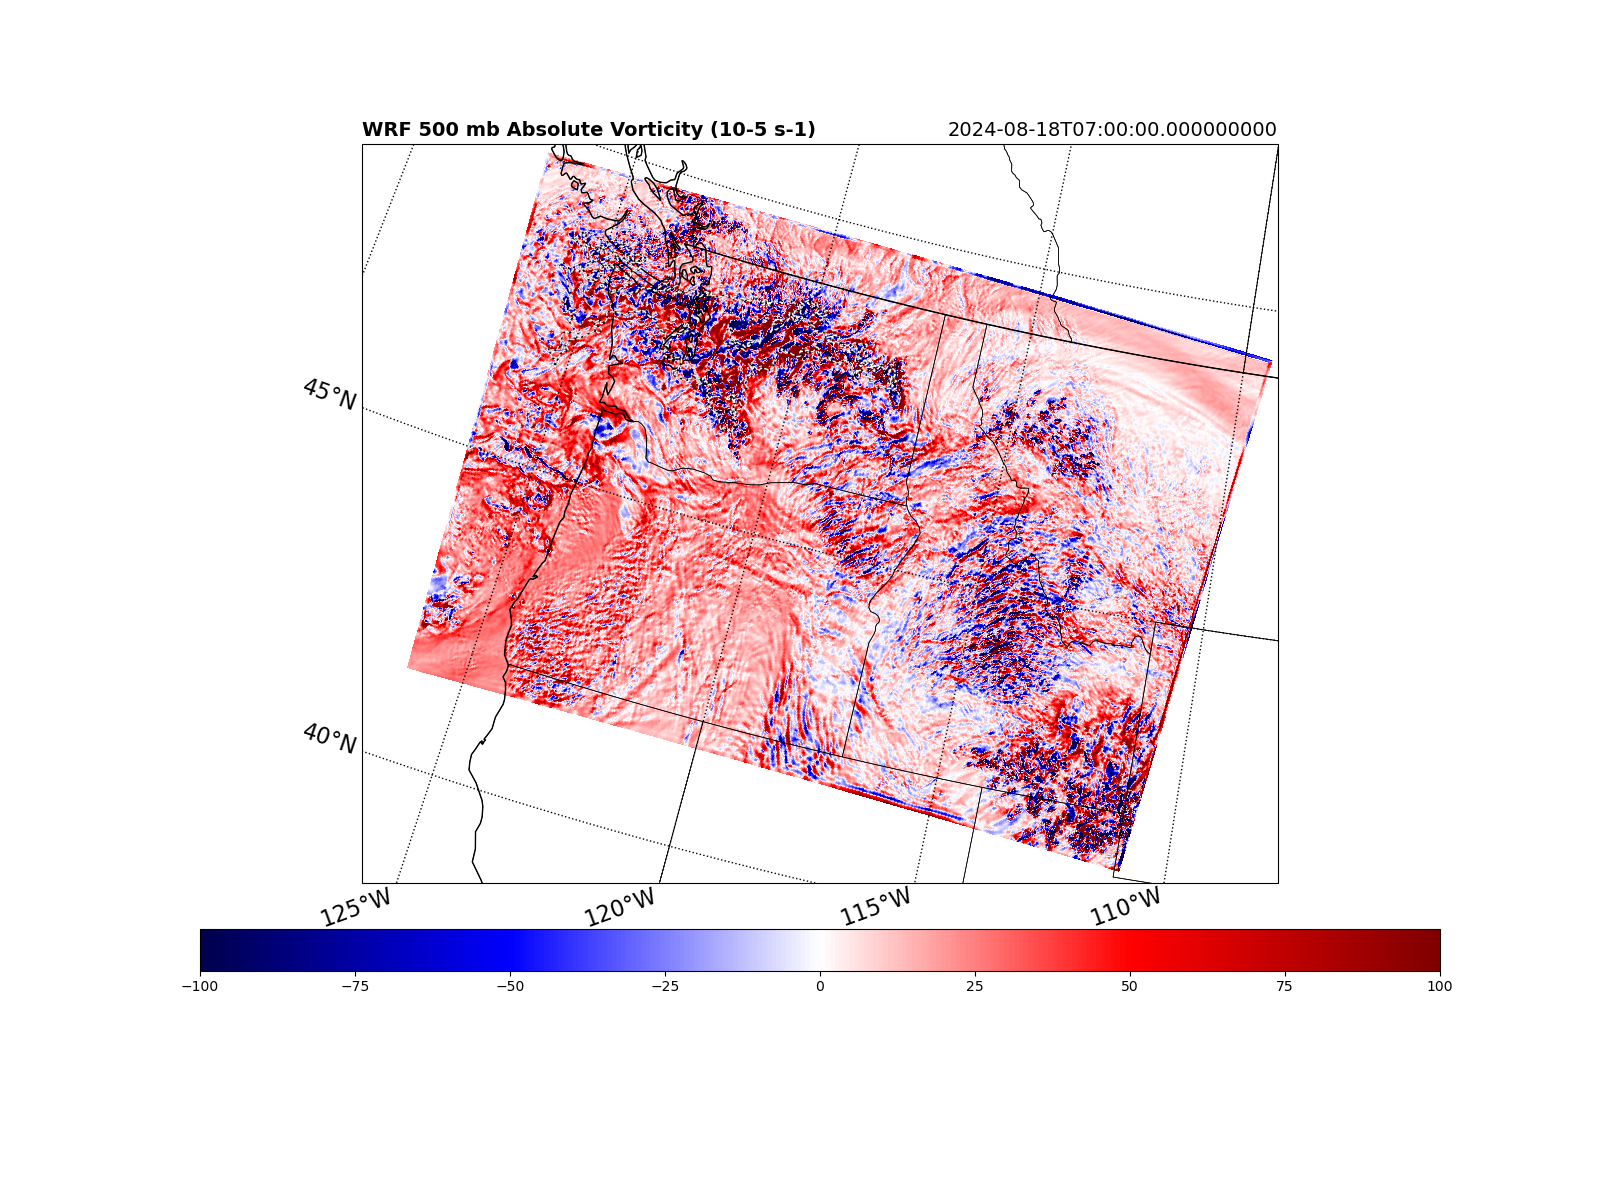 WRF 500 mb Absolute Vorticity (10-5 s-1) 2024-08-18T07:00:00.000000000
45°N
40°N
125°W 120°W 115°W 110°W
−100 −75 −50 −25 0 25 50 75 100